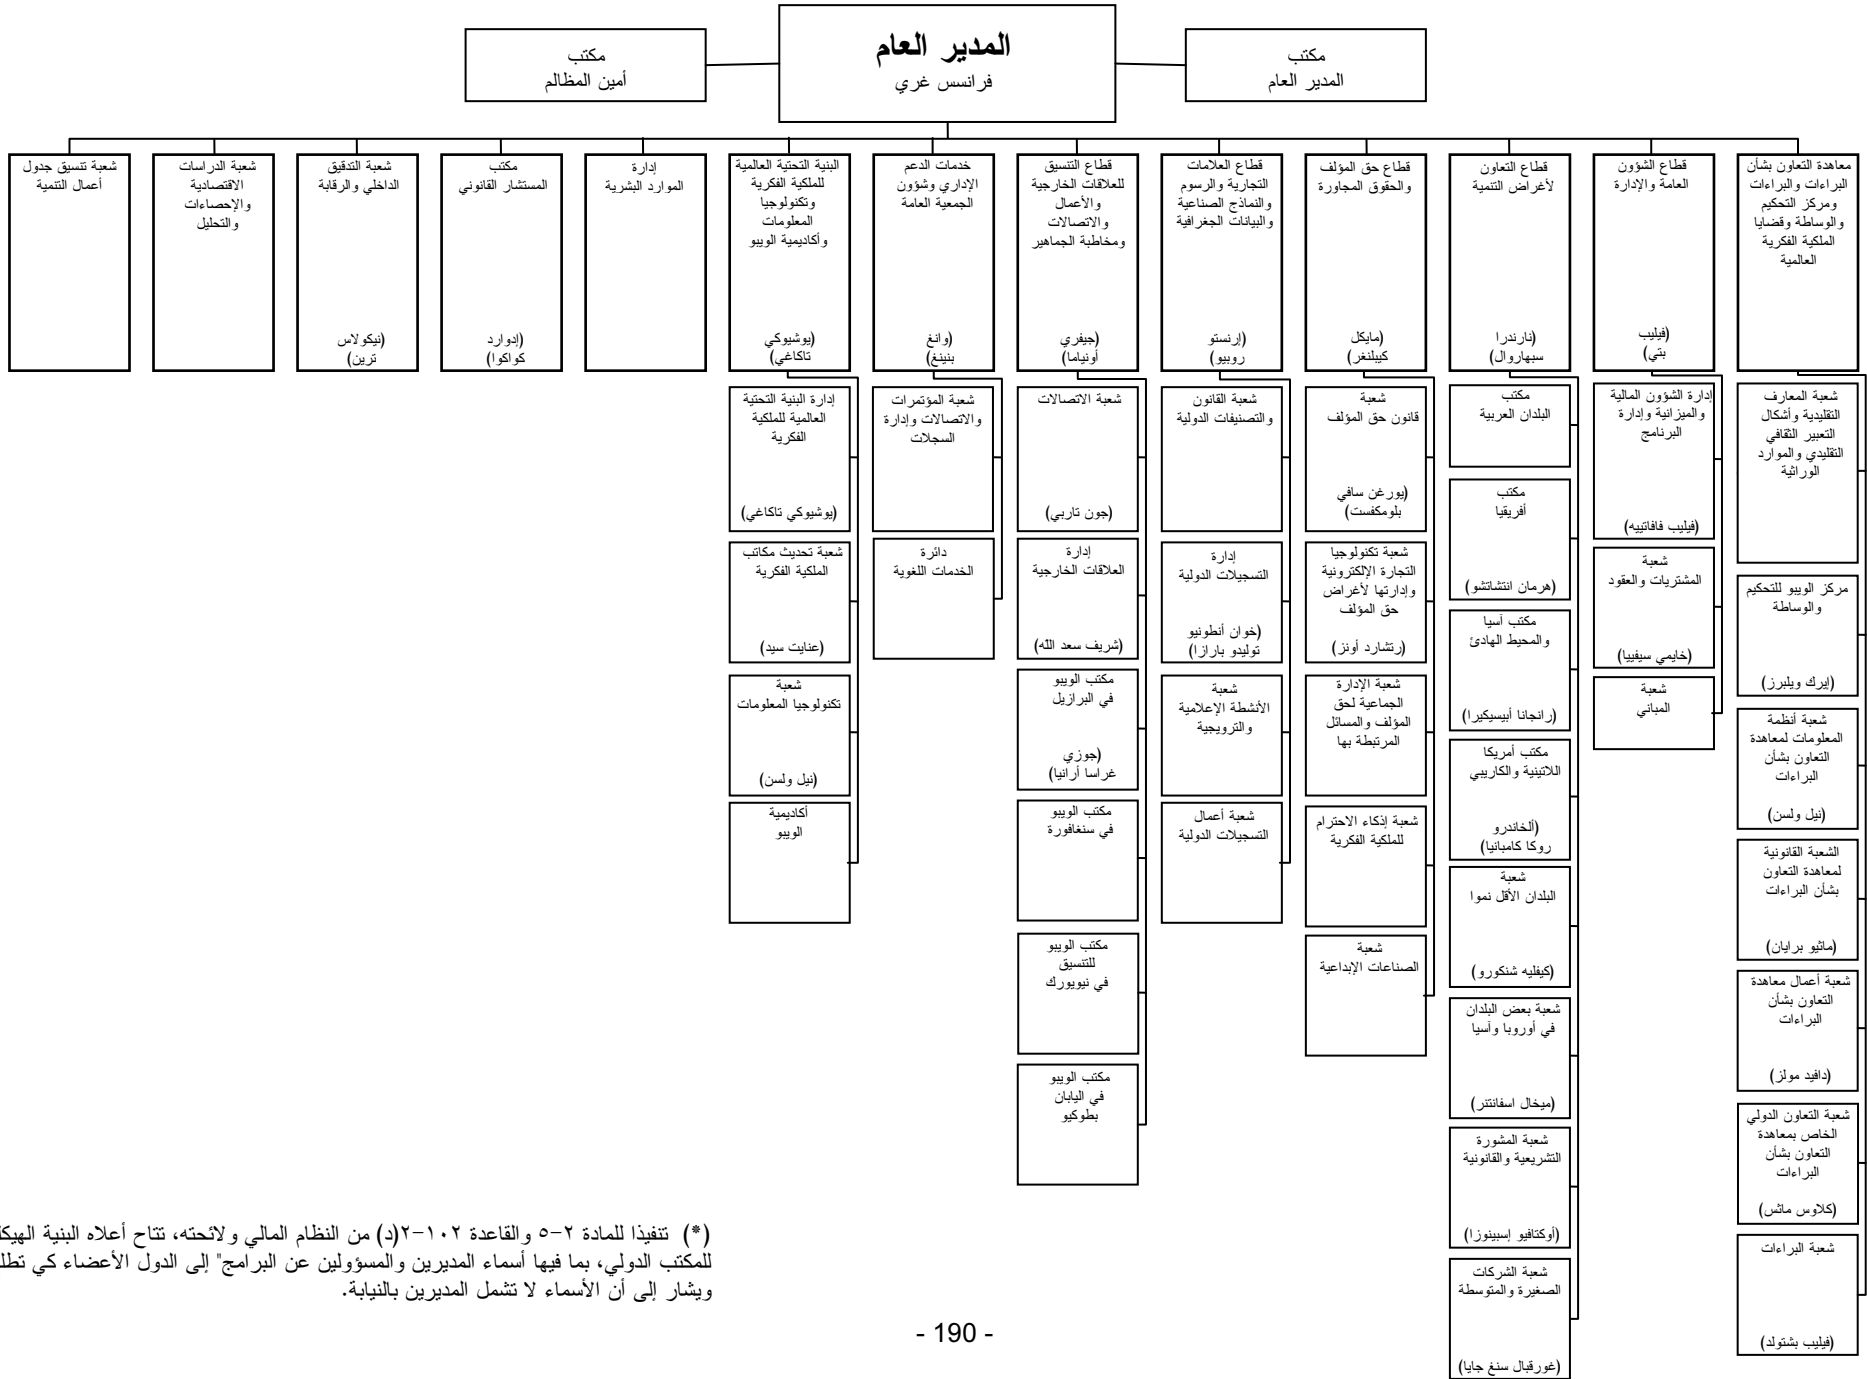 مكتب
المدير العام
المدير العام
فرانسس غري
مكتب
أمين المظالم
معاهدة التعاون بشأن
البراءات والبراءات
ومركز التحكيم
والوساطة وقضايا
الملكية الفكرية
العالمية
قطاع الشؤون
العامة والإدارة
(فيليب
بتي)
قطاع التعاون
لأغراض التنمية
(نارندرا
سبهاروال)
قطاع حق المؤلف
والحقوق المجاورة
(مايكل
كيبلنغر)
قطاع العلامات
التجارية والرسوم
والنماذج الصناعية
والبيانات الجغرافية
(إرنستو
روبيو)
قطاع التنسيق
للعلاقات الخارجية
والأعمال
والاتصالات
ومخاطبة الجماهير
(جيفري
أونياما)
خدمات الدعم
الإداري وشؤون
الجمعية العامة
(وانغ
بنينغ)
البنية التحتية العالمية
للملكية الفكرية
وتكنولوجيا
المعلومات
وأكاديمية الويبو
(يوشيوكي
تاكاغي)
إدارة
الموارد البشرية
مكتب
المستشار القانوني
(إدوارد
كواكوا)
شعبة التدقيق
الداخلي والرقابة
(نيكولاس
ترين)
شعبة الدراسات
الاقتصادية
والإحصاءات
والتحليل
شعبة تنسيق جدول
أعمال التنمية
شعبة المعارف
التقليدية وأشكال
التعبير الثقافي
التقليدي والموارد
الوراثية
مركز الويبو للتحكيم
والوساطة
(إيرك ويلبرز)
شعبة أنظمة
المعلومات لمعاهدة
التعاون بشأن
البراءات
(نيل ولسن)
الشعبة القانونية
لمعاهدة التعاون
بشأن البراءات
(ماثيو برايان)
شعبة أعمال معاهدة
التعاون بشأن
البراءات
(دافيد مولز)
شعبة التعاون الدولي
الخاص بمعاهدة
التعاون بشأن
البراءات
(كلاوس ماتس)
شعبة البراءات
(فيليب بشتولد)
إدارة الشؤون المالية
والميزانية وإدارة
البرنامج
(فيليب فافاتييه)
شعبة
المشتريات والعقود
(خايمي سيفييا)
شعبة
المباني
مكتب
البلدان العربية
مكتب
أفريقيا
(هرمان انتشاتشو)
مكتب آسيا
والمحيط الهادئ
(رانجانا أبيسيكيرا)
مكتب أمريكا
اللاتينية والكاريبي
(ألخاندرو
روكا كامبانيا)
شعبة
البلدان الأقل نموا
(كيفليه شنكورو)
شعبة بعض البلدان
في أوروبا وآسيا
(ميخال اسفانتنر)
شعبة المشورة
التشريعية والقانونية
(أوكتافيو إسبينوزا)
شعبة الشركات
الصغيرة والمتوسطة
(غورقبال سنغ جايا)
شعبة
قانون حق المؤلف
(يورغن سافي
بلومكفست)
شعبة تكنولوجيا
التجارة الإلكترونية
وإدارتها لأغراض
حق المؤلف
(رتشارد أونز)
شعبة الإدارة
الجماعية لحق
المؤلف والمسائل
المرتبطة بها
شعبة إذكاء الاحترام
للملكية الفكرية
شعبة
الصناعات الإبداعية
شعبة القانون
والتصنيفات الدولية
إدارة
التسجيلات الدولية
(خوان أنطونيو
توليدو بارازا)
شعبة
الأنشطة الإعلامية
والترويجية
شعبة أعمال
التسجيلات الدولية
شعبة الاتصالات
(جون تاربي)
إدارة
العلاقات الخارجية
(شريف سعد الله)
مكتب الويبو
في البرازيل
(جوزي
غراسا أرانيا)
مكتب الويبو
في سنغافورة
مكتب الويبو
للتنسيق
في نيويورك
مكتب الويبو
في اليابان
بطوكيو
شعبة المؤتمرات
والاتصالات وإدارة
السجلات
دائرة
الخدمات اللغوية
إدارة البنية التحتية
العالمية للملكية
الفكرية
(يوشيوكي تاكاغي)
شعبة تحديث مكاتب
الملكية الفكرية
(عنايت سيد)
شعبة
تكنولوجيا المعلومات
(نيل ولسن)
أكاديمية
الويبو
(*) تنفيذا للمادة ٢-٥ والقاعدة ١٠٢-٢(د) من النظام المالي ولائحته، تتاح أعلاه البنية
للمكتب الدولي، بما فيها أسماء المديرين والمسؤولين عن البرامج" إلى الدول الأعضاء كي
ويشار إلى أن الأسماء لا تشمل المديرين بالنيابة.
- 190 -